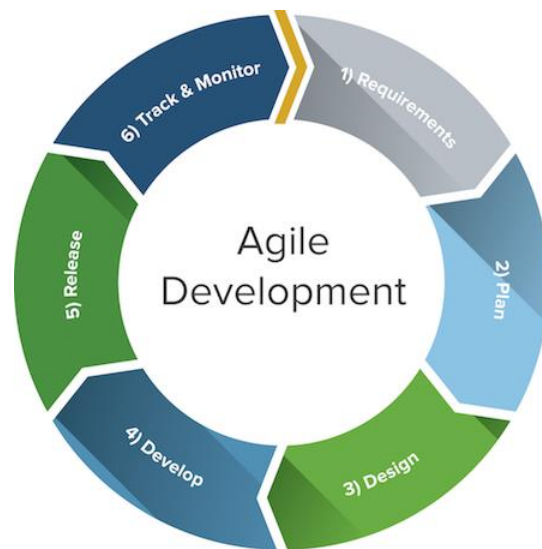 Agile
Development
1) Requirements
2) Plan
3) Design
4) Develop
5) Release
6) Track & Monitor